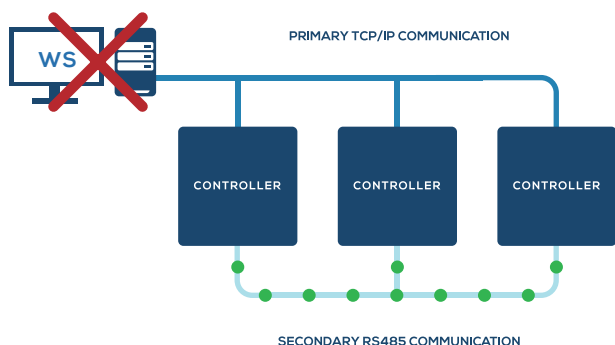 PRIMARY TCP/IP COMMUNICATION
WS
CONTROLLER
CONTROLLER
CONTROLLER
SECONDARY RS485 COMMUNICATION